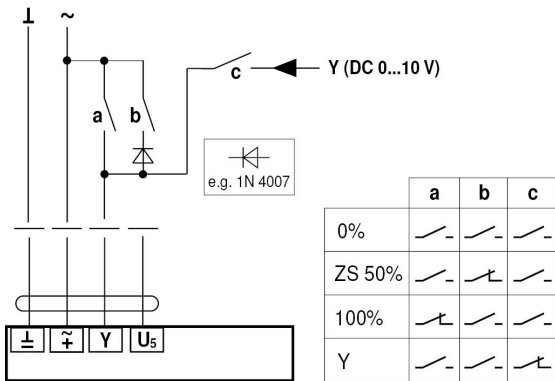 ⊥ ~
a b c Y (DC 0...10 V)
e.g. 1N 4007
a b c
0%
ZS 50%
100%
Y
⊥ ~ + Y U5